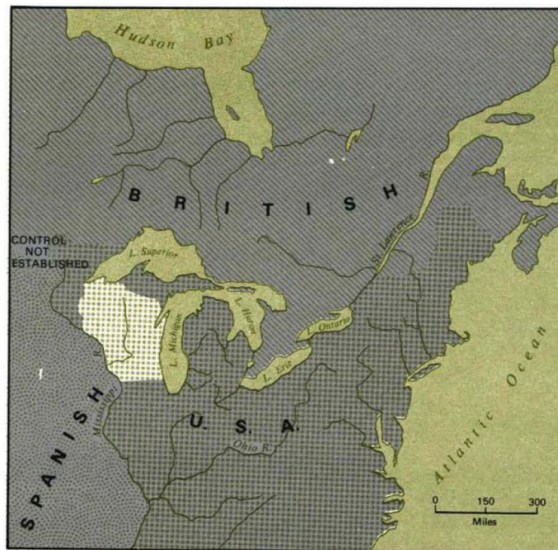 Hudson Bay
BRITISH
St. Lawrence R.
CONTROL
NOT
ESTABLISHED
L. Superior
L. Huron
L. Michigan
L. Ontario
L. Erie
SPANISH
Mississippi R.
U. S. A.
Ohio R.
Atlantic Ocean
0 150 300
Miles